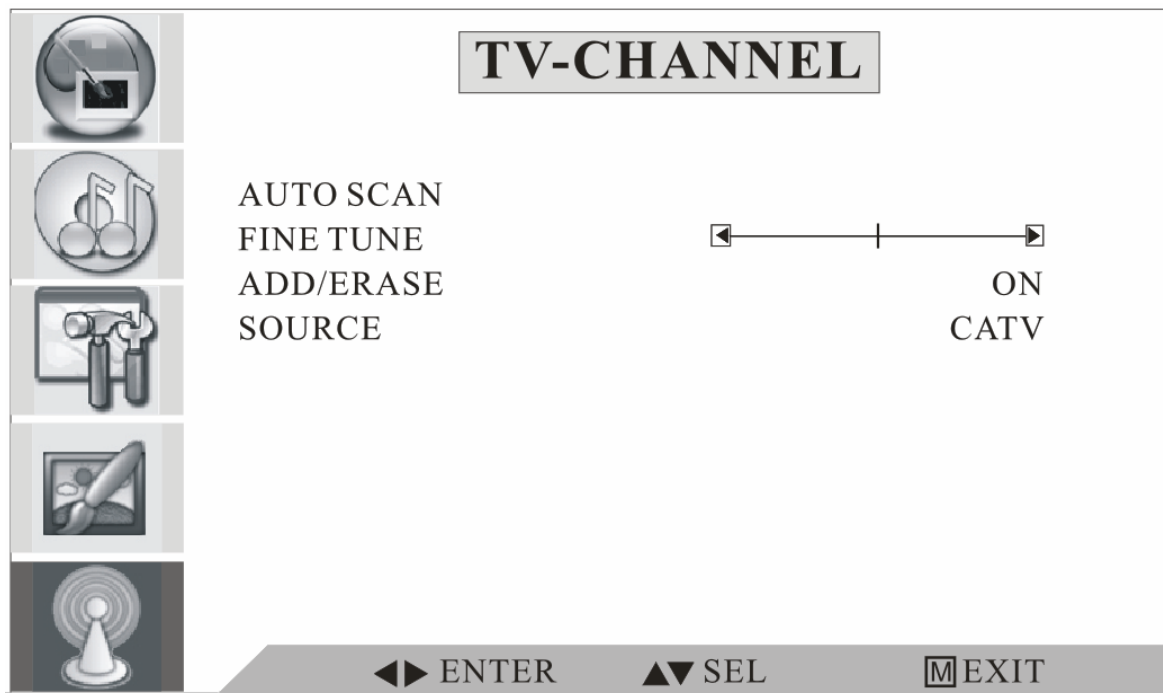 TV-CHANNEL
AUTO SCAN
FINE TUNE
ADD/ERASE ON
SOURCE CATV
◀▶ ENTER ▲▼ SEL M EXIT